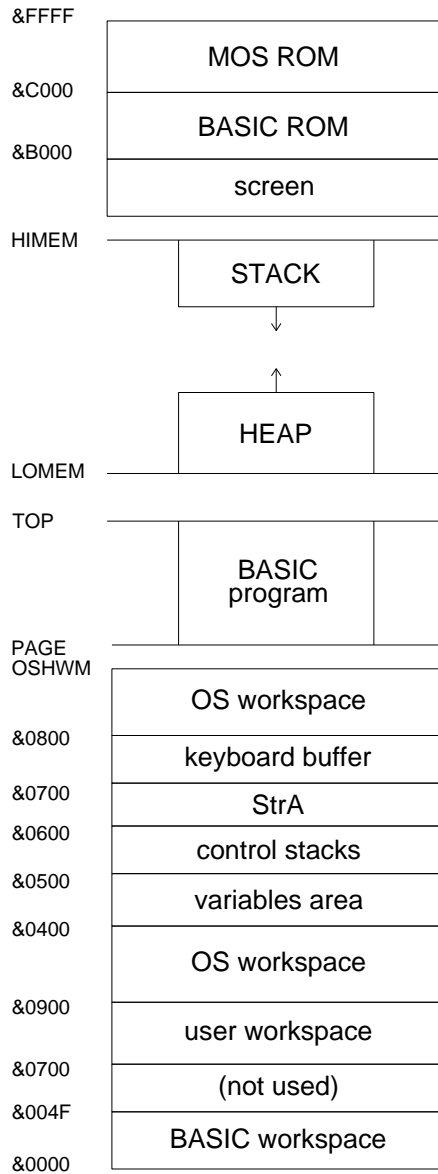 &FFFF
MOS ROM
&C000
BASIC ROM
&B000
screen
HIMEM
STACK
HEAP
LOMEM
TOP
BASIC
program
PAGE
OSHWM
OS workspace
&0800
keyboard buffer
&0700
StrA
&0600
control stacks
&0500
variables area
&0400
OS workspace
&0900
user workspace
&0700
(not used)
&004F
BASIC workspace
&0000